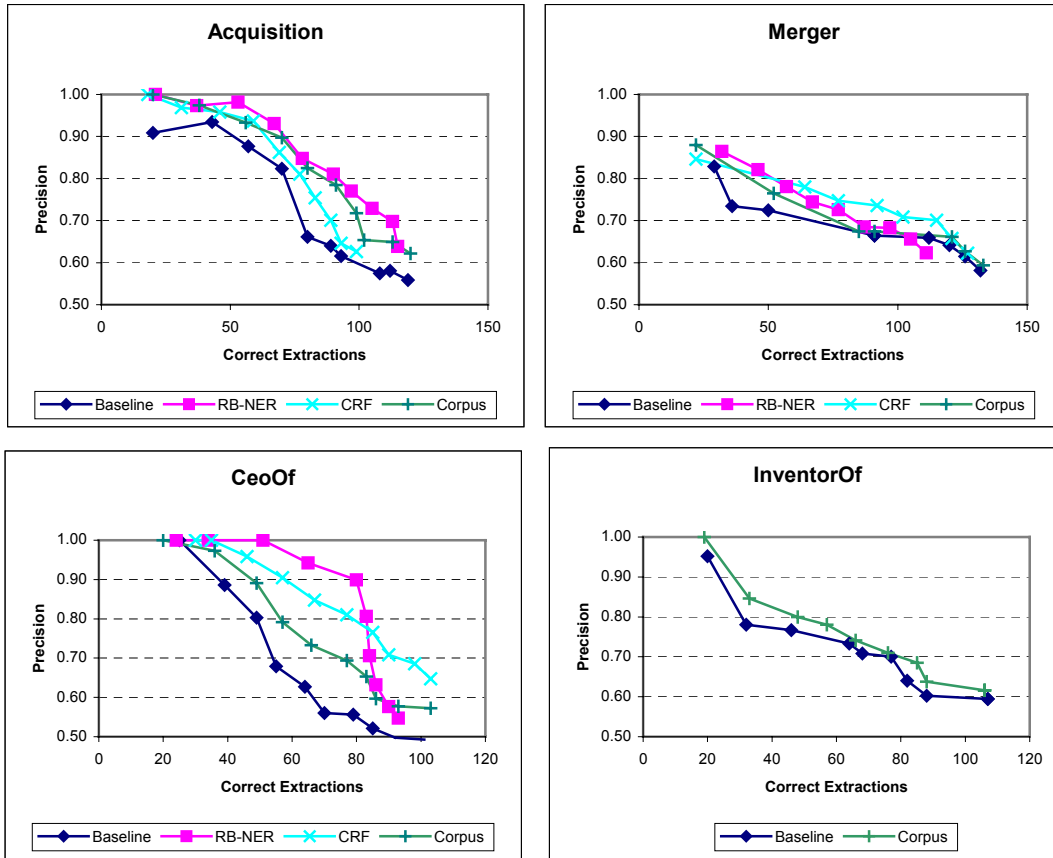 Acquisition
1.00
0.90
0.80
0.70
0.60
0.50
Precision
0 50 100 150
Correct Extractions
Baseline RB-NER CRF Corpus
Merger
1.00
0.90
0.80
0.70
0.60
0.50
Precision
0 50 100 150
Correct Extractions
Baseline RB-NER CRF Corpus
CeoOf
1.00
0.90
0.80
0.70
0.60
0.50
Precision
0 20 40 60 80 100 120
Correct Extractions
Baseline RB-NER CRF Corpus
InventorOf
1.00
0.90
0.80
0.70
0.60
0.50
Precision
0 20 40 60 80 100 120
Correct Extractions
Baseline Corpus